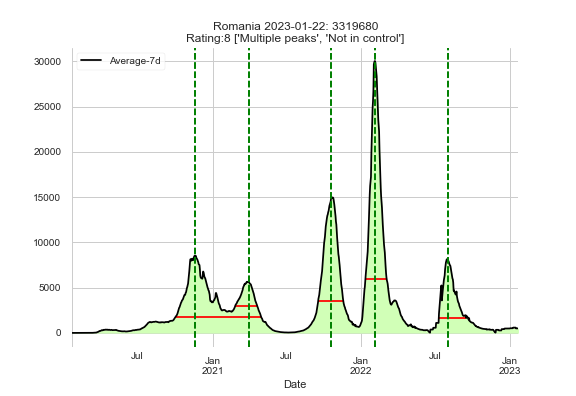 Romania 2023-01-22: 3319680
Rating:8 ['Multiple peaks', 'Not in control']
Average-7d
30000
25000
20000
15000
10000
5000
0
Jul
Jan
2021
Jul
Jan
2022
Jul
Jan
2023
Date